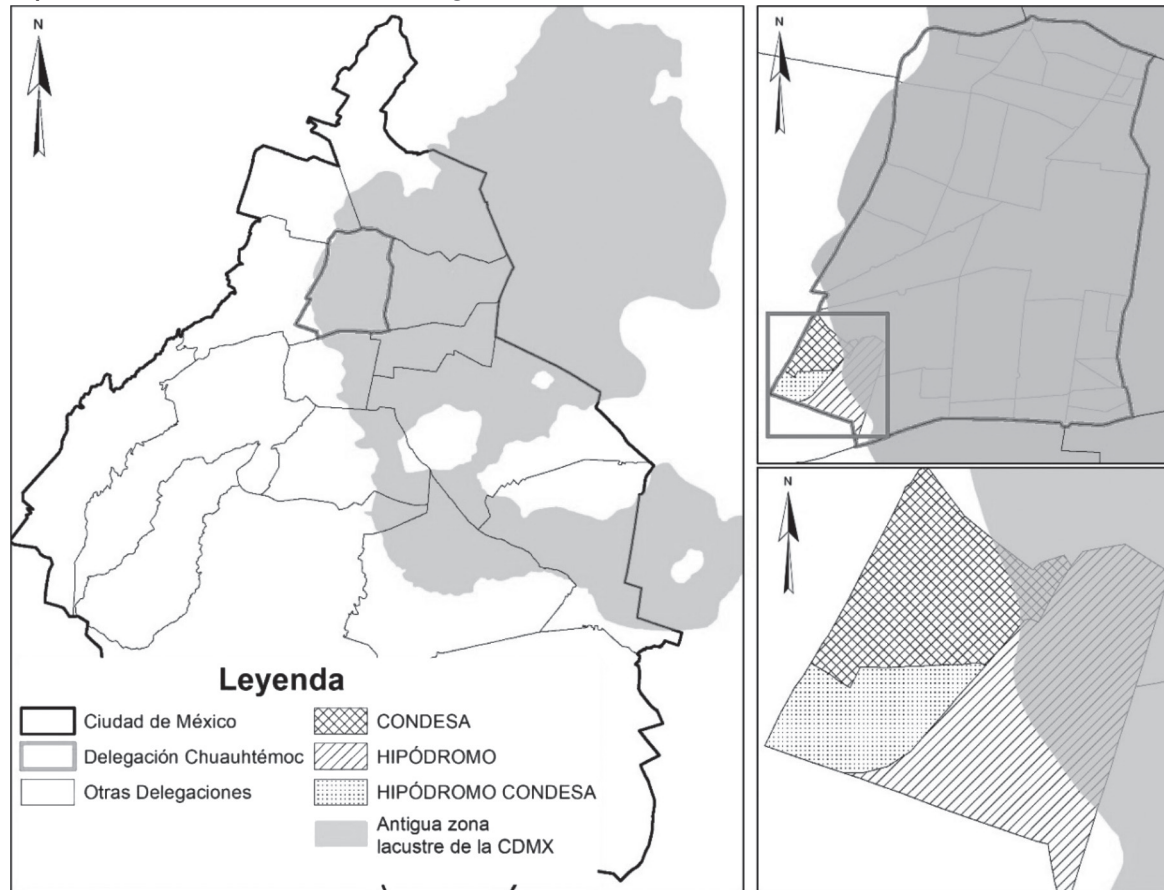 N
N
N
Leyenda
Ciudad de México
Delegación Chuauhtémoc
Otras Delegaciones
CONDESA
HIPÓDROMO
HIPÓDROMO CONDESA
Antigua zona
lacustre de la CDMX